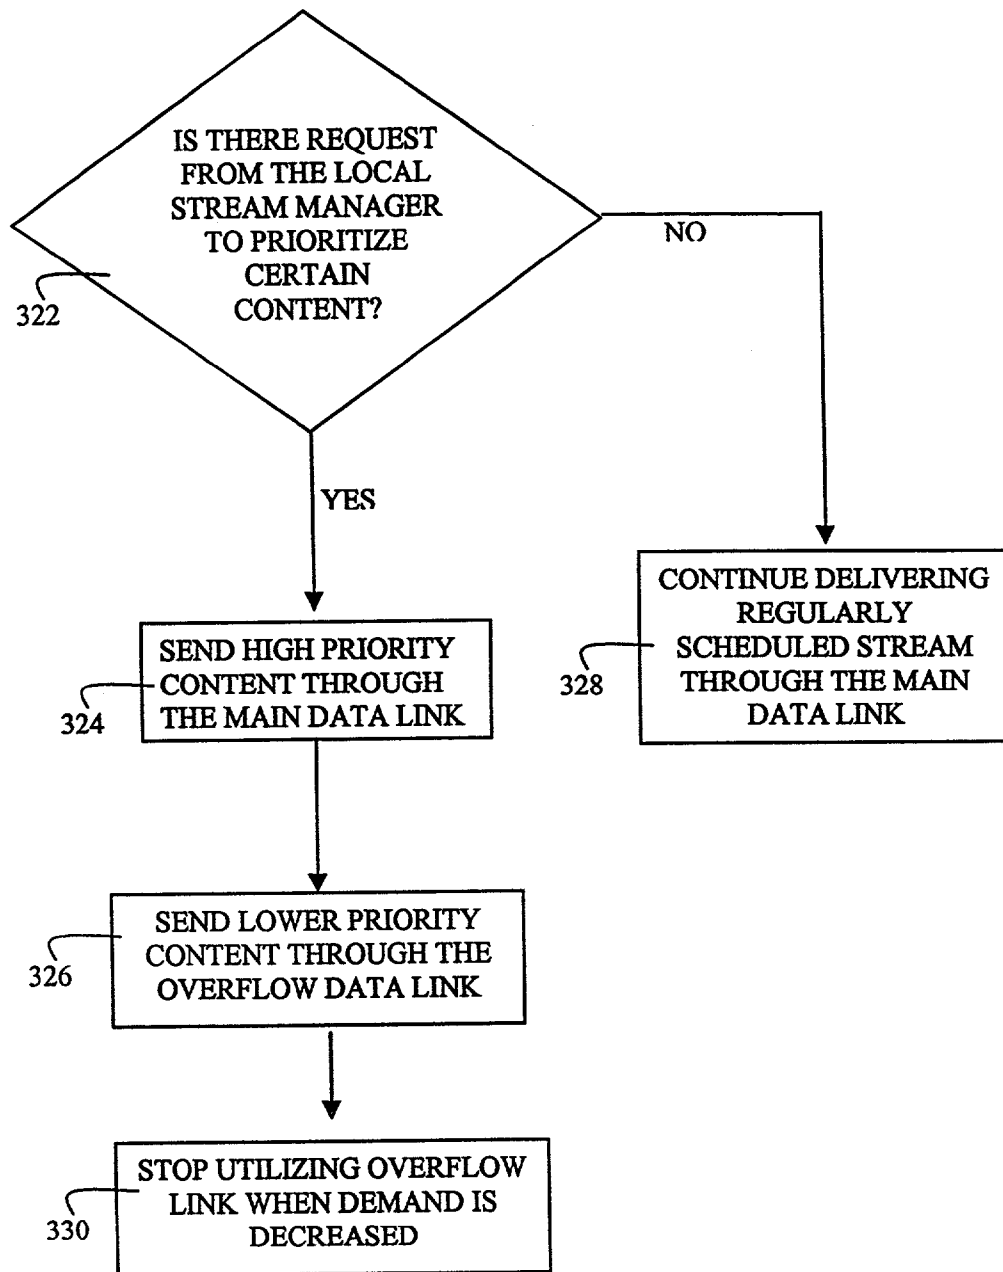 IS THERE REQUEST
FROM THE LOCAL
STREAM MANAGER
TO PRIORITIZE
CERTAIN
CONTENT?
322
NO
YES
SEND HIGH PRIORITY
CONTENT THROUGH
THE MAIN DATA LINK
324
CONTINUE DELIVERING
REGULARLY
SCHEDULED STREAM
THROUGH THE MAIN
DATA LINK
328
SEND LOWER PRIORITY
CONTENT THROUGH THE
OVERFLOW DATA LINK
326
STOP UTILIZING OVERFLOW
LINK WHEN DEMAND IS
DECREASED
330